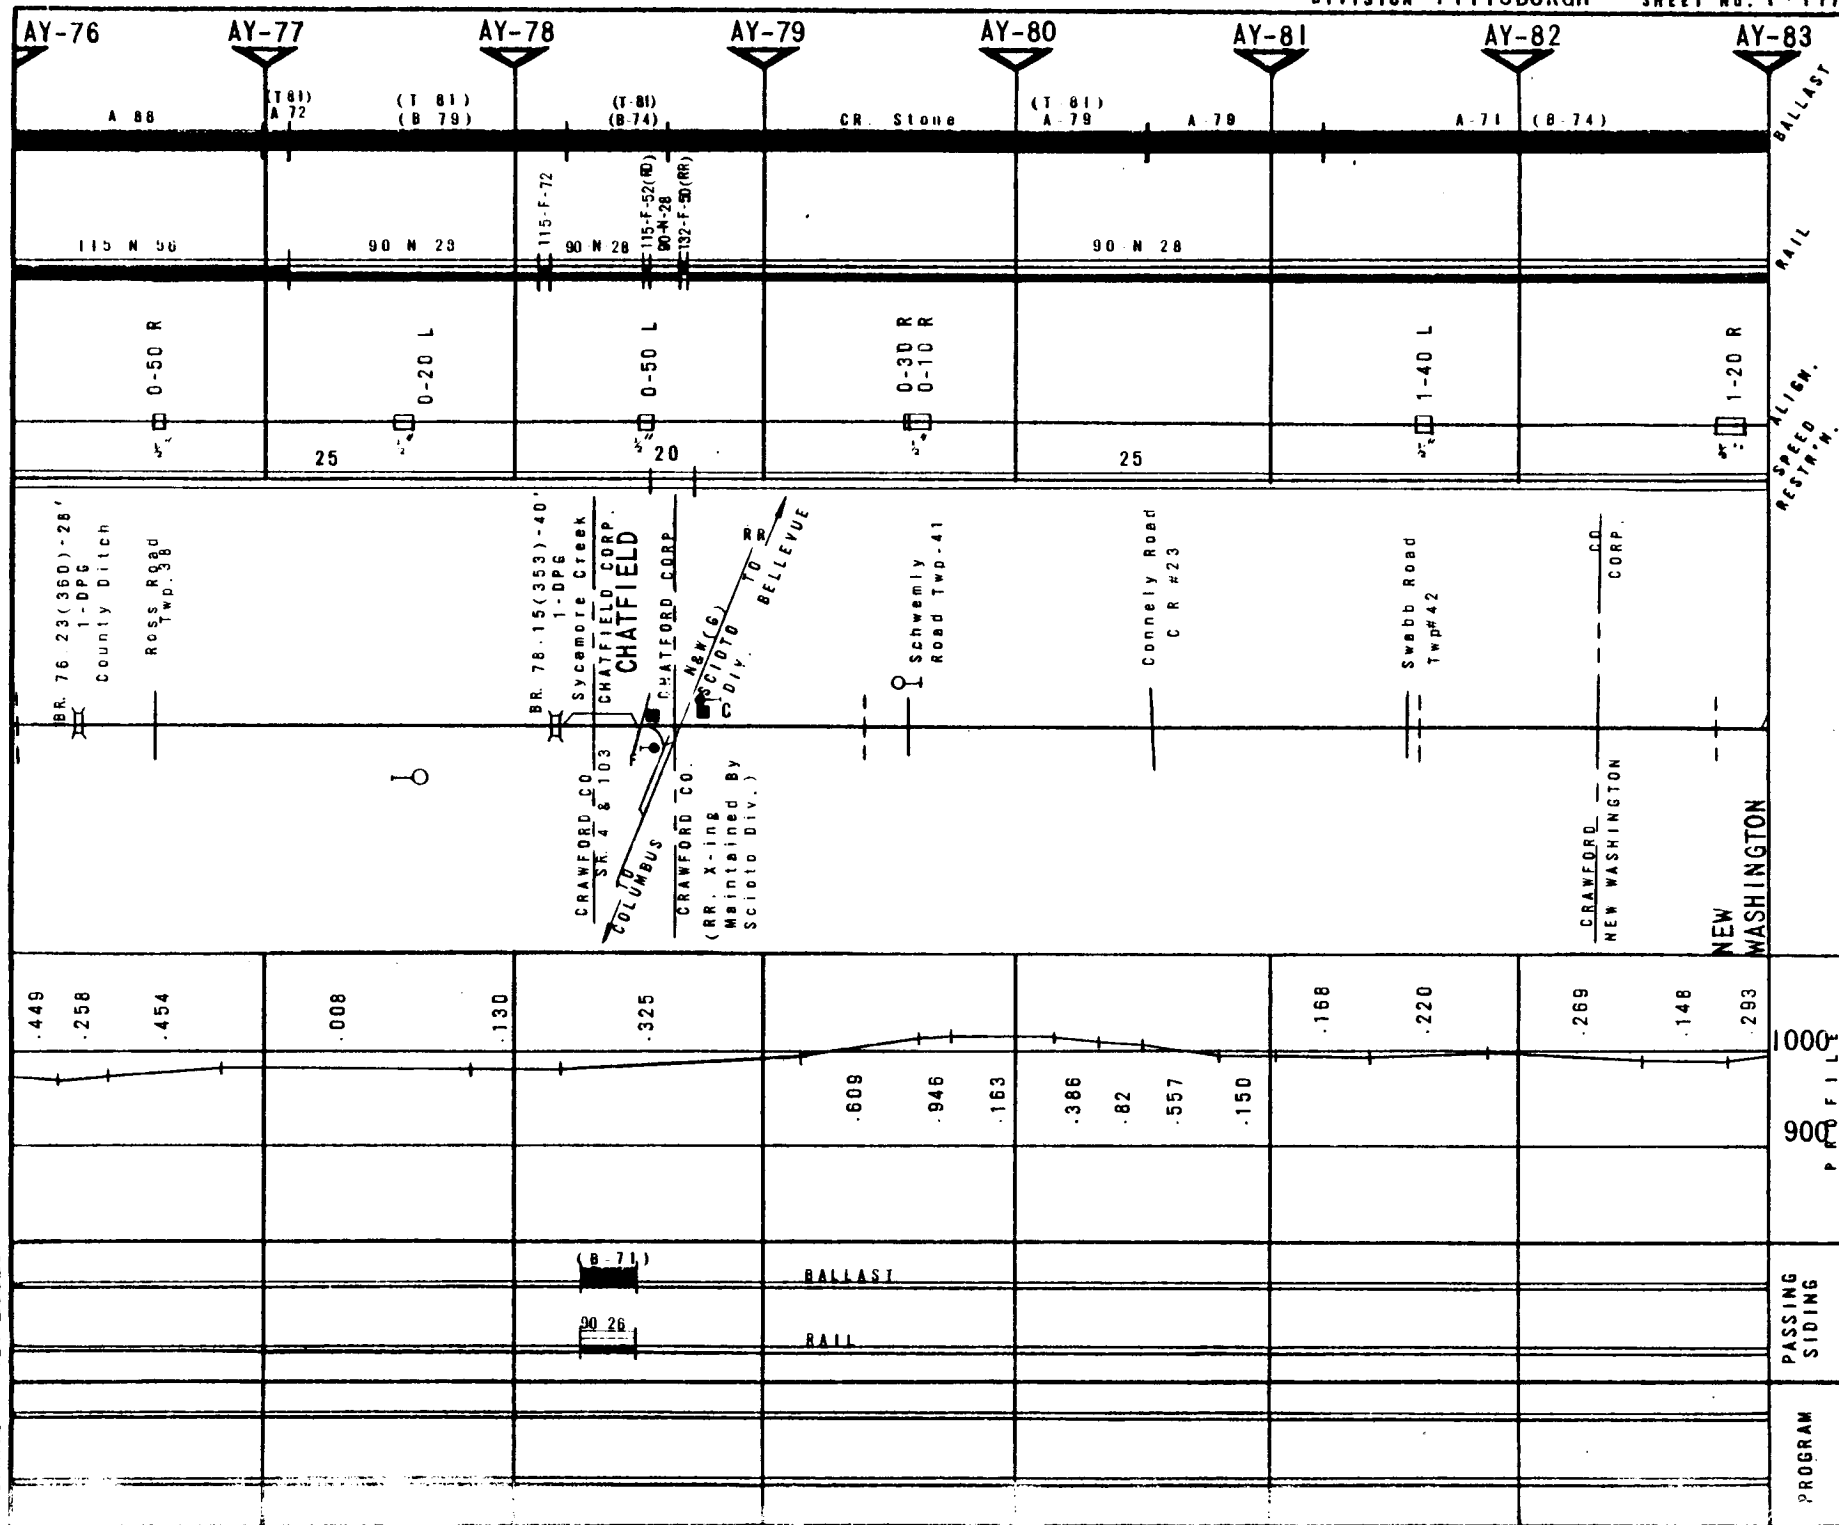 AY-76 AY-77 AY-78 AY-79 AY-80 AY-81 AY-82 AY-83
BALLAST
A 88
(T 81)
A 72
(T 81)
(B 79)
(T-81)
(B-74)
CR. Stone
(T-81)
A-79
A-79
A-71 (B-74)
RAIL
115 N 56
90 N 23
115-F-72
90 N 28
115-F-52(RD)
90-N-28
132-F-50(RR)
90 N 28
ALIGN.
0-50 R
0-20 L
0-50 L
0-30 R
0-10 R
1-40 L
1-20 R
SPEED
RESTR'N.
25
20
25
BR. 76.23(360)-28'
1-DPG
County Ditch
Ross Road
Twp.38
BR. 78.15(353)-40'
1-DPG
Sycamore Creek
CHATFIELD CORP.
CHATFIELD
CHATFORD CORP
N&W(G) RR
SCIOTO DIV.
TO
BELLEVUE
C
Schwemly
Road Twp-41
Connely Road
C R #23
Swabb Road
Twp#42
CO
CORP.
CRAWFORD CO
SR. 4 & 103
TO
COLUMBUS
CRAWFORD CO.
(RR. X-ing
Maintained By
Scioto Div.)
CRAWFORD
NEW WASHINGTON
NEW
WASHINGTON
.449
.258
.454
.008
.130
.325
.609
.946
.163
.386
.82
.557
.150
.168
.220
.269
.148
.293
1000
900
PROFILE
(B-71)
BALLAST
90 26
RAIL
PASSING
SIDING
PROGRAM